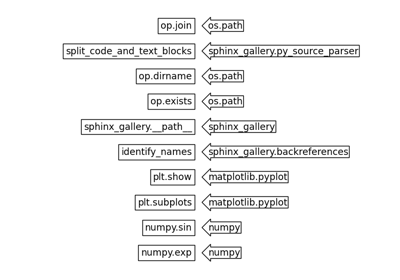 op.join os.path
split_code_and_text_blocks sphinx_gallery.py_source_parser
op.dirname os.path
op.exists os.path
sphinx_gallery.__path__ sphinx_gallery
identify_names sphinx_gallery.backreferences
plt.show matplotlib.pyplot
plt.subplots matplotlib.pyplot
numpy.sin numpy
numpy.exp numpy